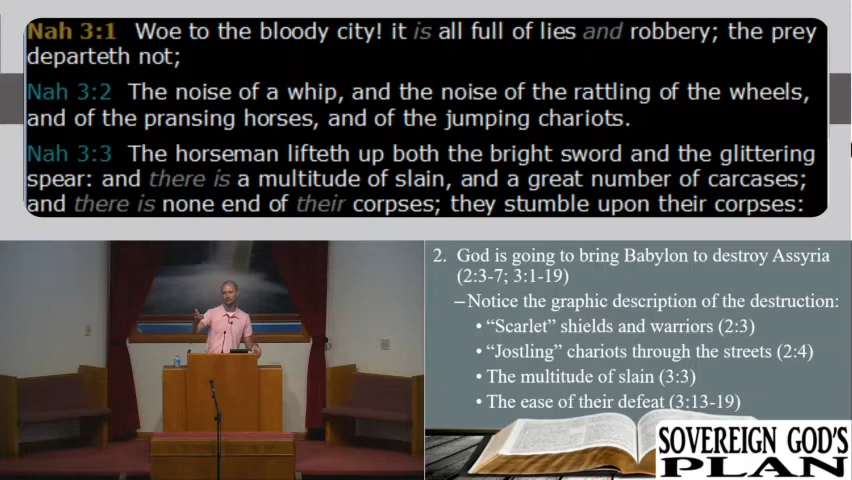 Nah 3:1 Woe to the bloody city! it is all full of lies and robbery; the prey
departeth not;
Nah 3:2 The noise of a whip, and the noise of the rattling of the wheels,
and of the pransing horses, and of the jumping chariots.
Nah 3:3 The horseman lifteth up both the bright sword and the glittering
spear: and there is a multitude of slain, and a great number of carcases;
and there is none end of their corpses; they stumble upon their corpses:
2. God is going to bring Babylon to destroy Assyria
(2:3-7; 3:1-19)
–Notice the graphic description of the destruction:
• “Scarlet” shields and warriors (2:3)
• “Jostling” chariots through the streets (2:4)
• The multitude of slain (3:3)
• The ease of their defeat (3:13-19)
SOVEREIGN GOD'S
PLAN